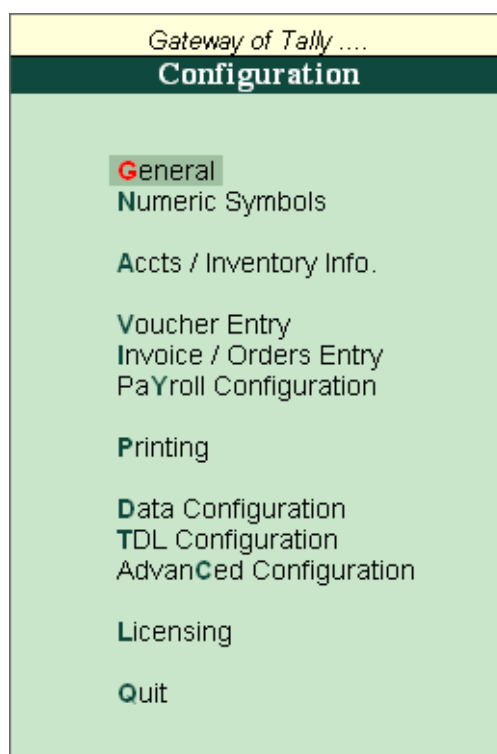 Gateway of Tally ....
Configuration
General
Numeric Symbols
Accts / Inventory Info.
Voucher Entry
Invoice / Orders Entry
PaYroll Configuration
Printing
Data Configuration
TDL Configuration
AdvanCed Configuration
Licensing
Quit